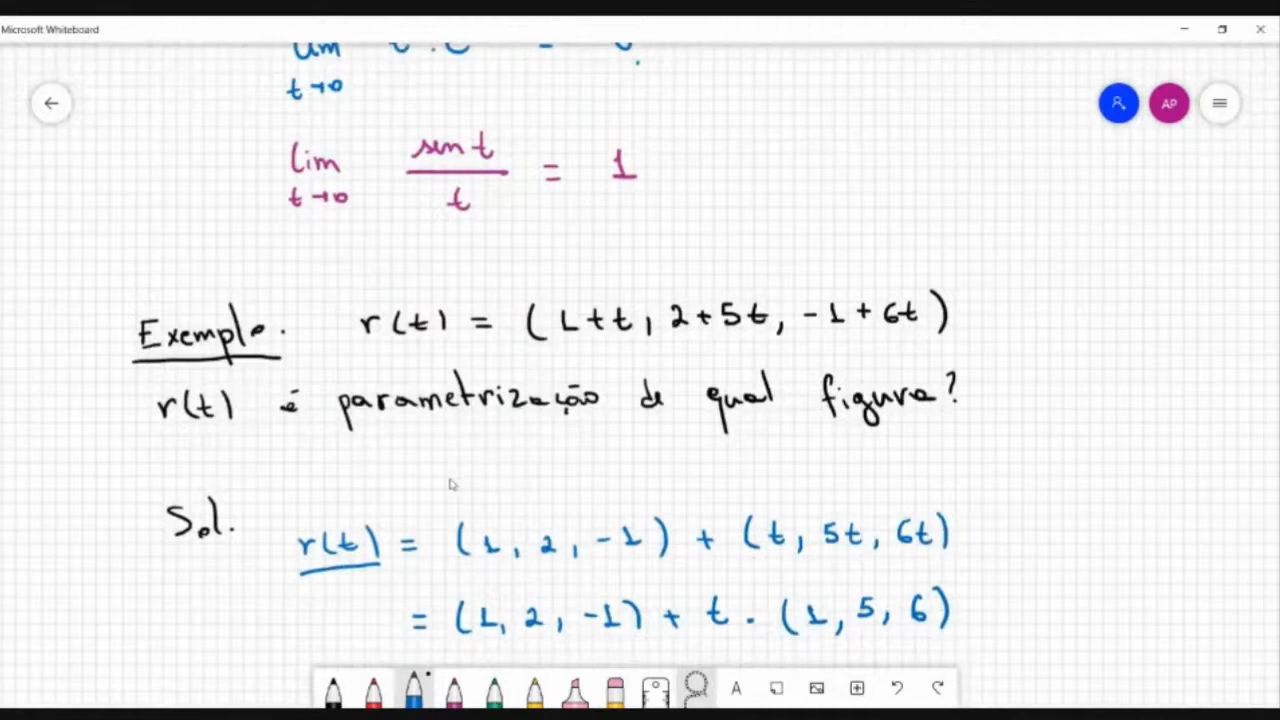 Microsoft Whiteboard
lim
t→0
AP
lim sen t / t = 1
t→0
Exemplo. r(t) = (1+t, 2+5t, -1+6t)
r(t) é parametrização de qual figura?
Sol.
r(t) = (1, 2, -1) + (t, 5t, 6t)
= (1, 2, -1) + t . (1, 5, 6)
A